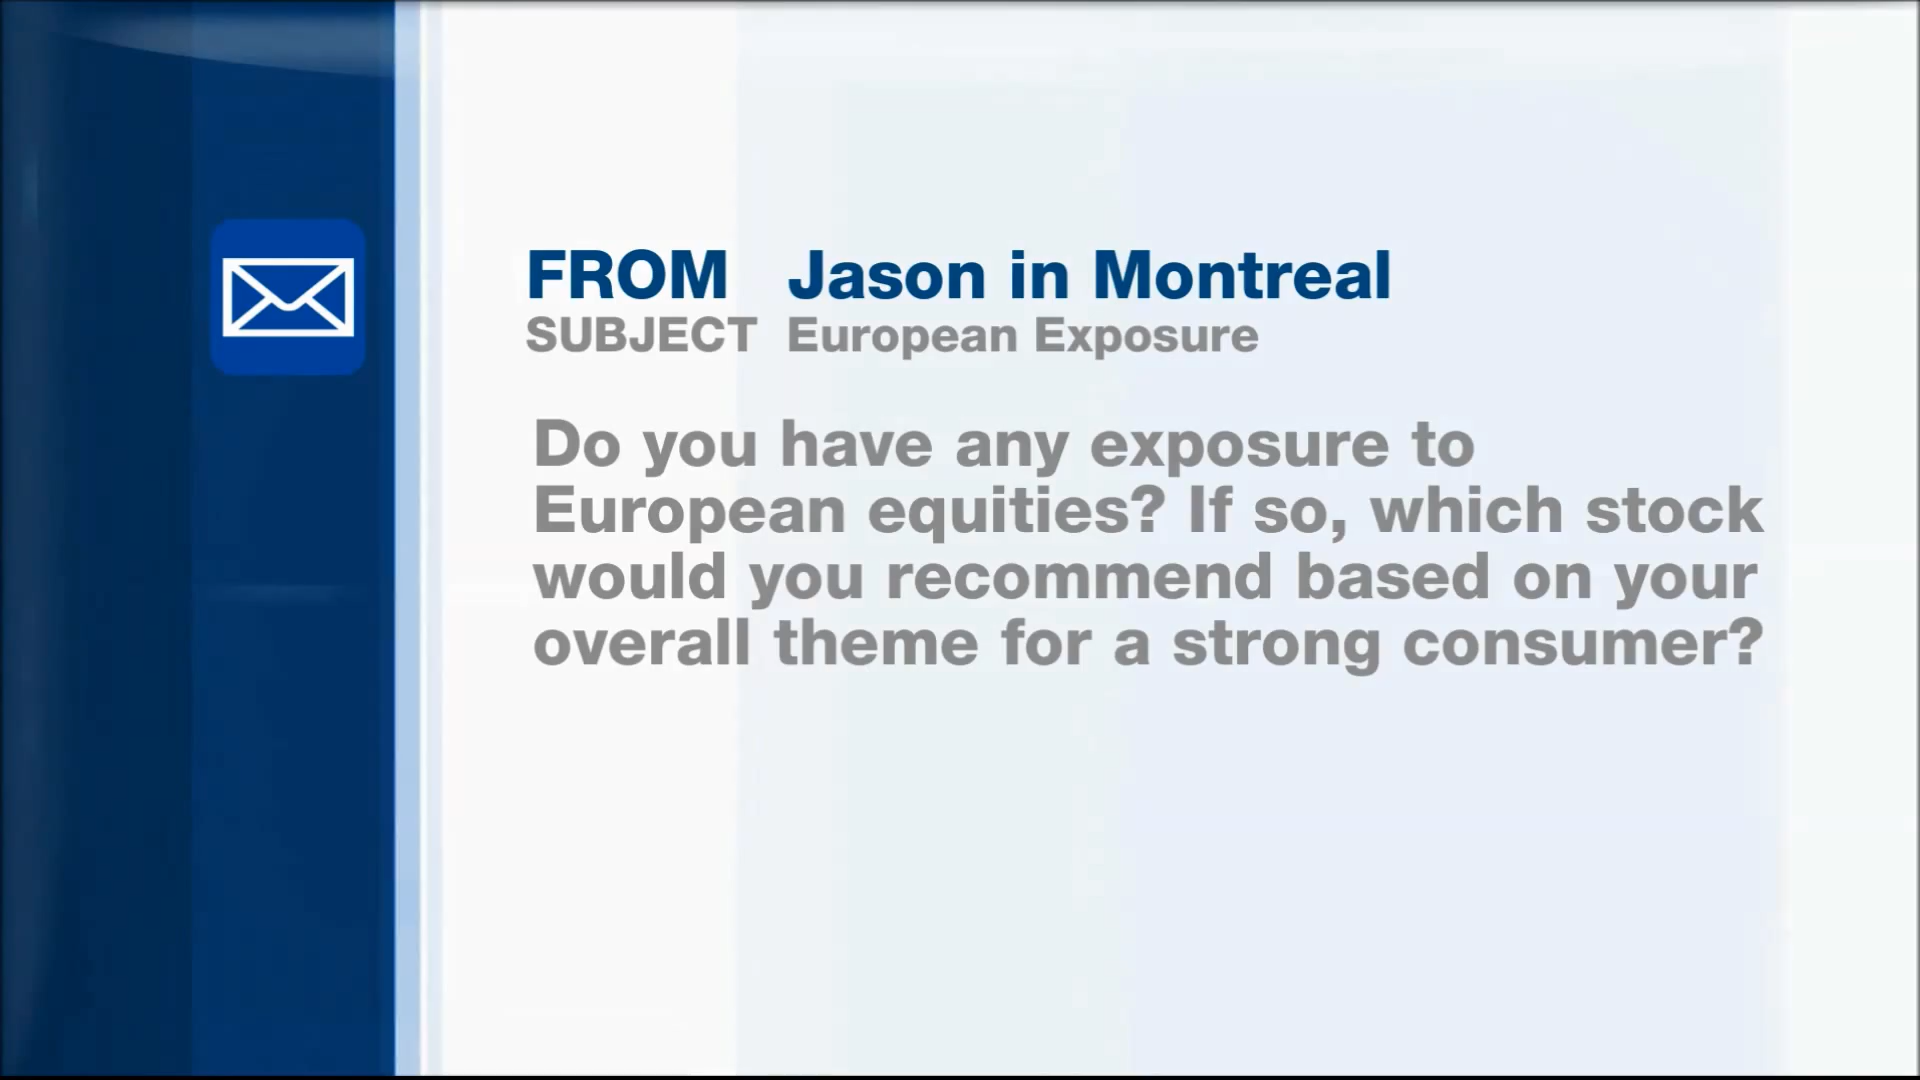 FROM Jason in Montreal
SUBJECT European Exposure
Do you have any exposure to
European equities? If so, which stock
would you recommend based on your
overall theme for a strong consumer?